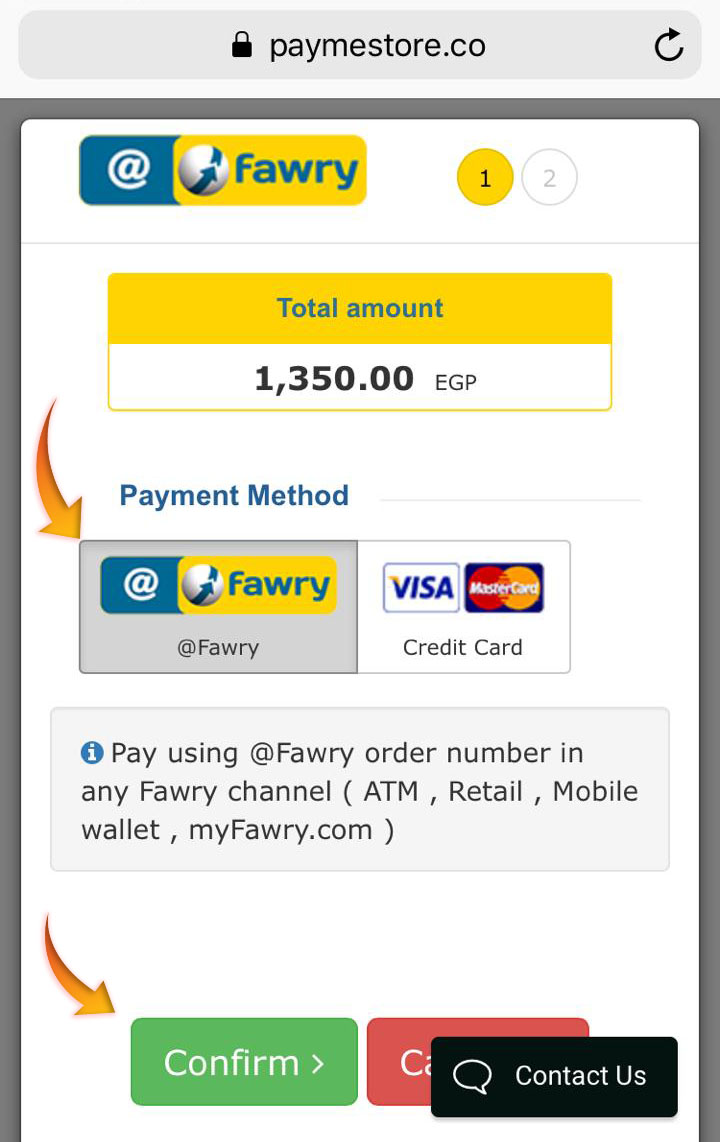 paymestore.co
@ fawry
1 2
Total amount
1,350.00 EGP
Payment Method
@ fawry
VISA MasterCard
@Fawry
Credit Card
Pay using @Fawry order number in
any Fawry channel ( ATM , Retail , Mobile
wallet , myFawry.com )
Confirm >
Ca
Contact Us